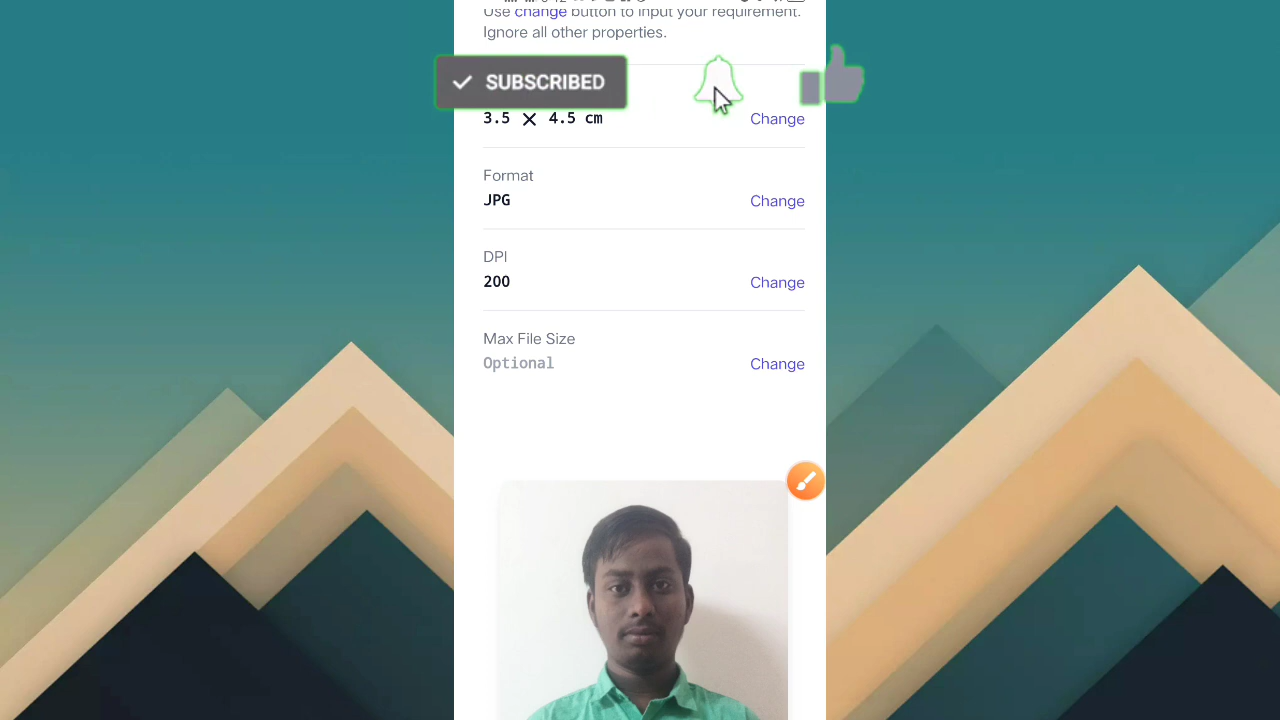 Use change button to input your requirement.
Ignore all other properties.
SUBSCRIBED
3.5 × 4.5 cm
Change
Format
JPG
Change
DPI
200
Change
Max File Size
Optional
Change